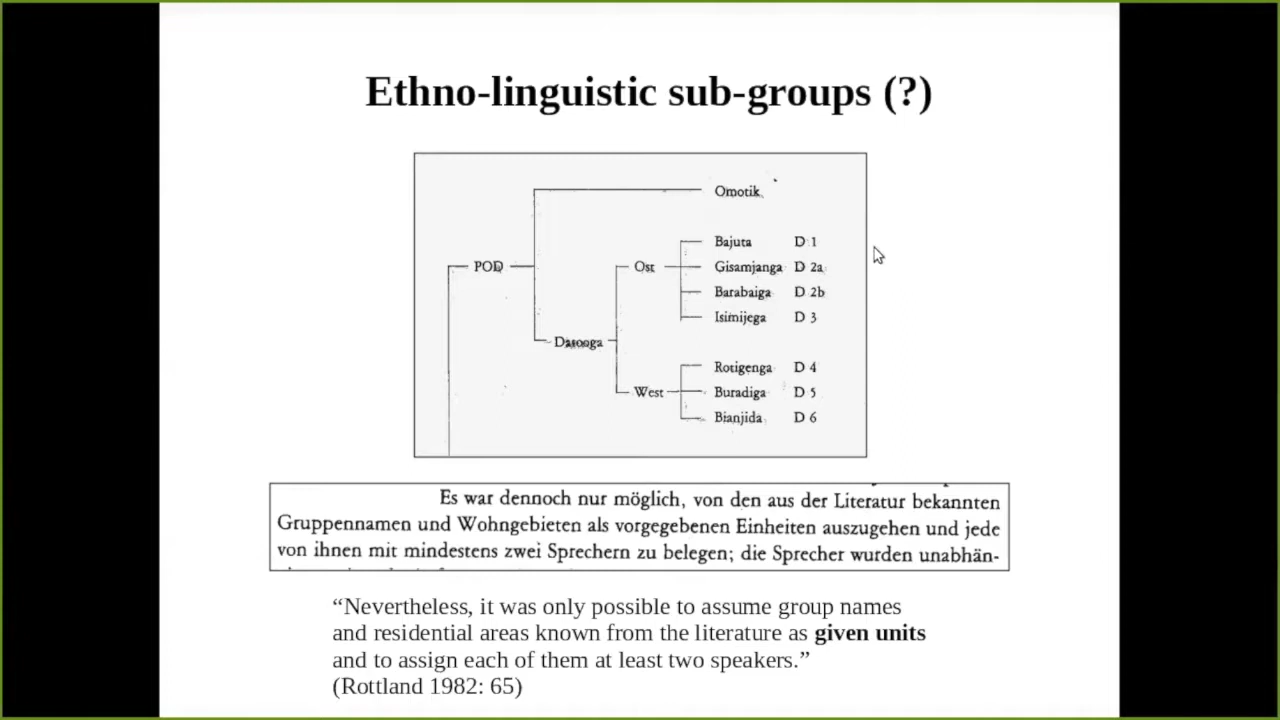 Ethno-linguistic sub-groups (?)
Omotik
Bajuta D 1
POD Ost Gisamjanga D 2a
Barabaiga D 2b
Isimijega D 3
Datooga
Rotigenga D 4
West Buradiga D 5
Bianjida D 6
Es war dennoch nur möglich, von den aus der Literatur bekannten
Gruppennamen und Wohngebieten als vorgegebenen Einheiten auszugehen und jede
von ihnen mit mindestens zwei Sprechern zu belegen; die Sprecher wurden unabhän-
“Nevertheless, it was only possible to assume group names
and residential areas known from the literature as given units
and to assign each of them at least two speakers.”
(Rottland 1982: 65)